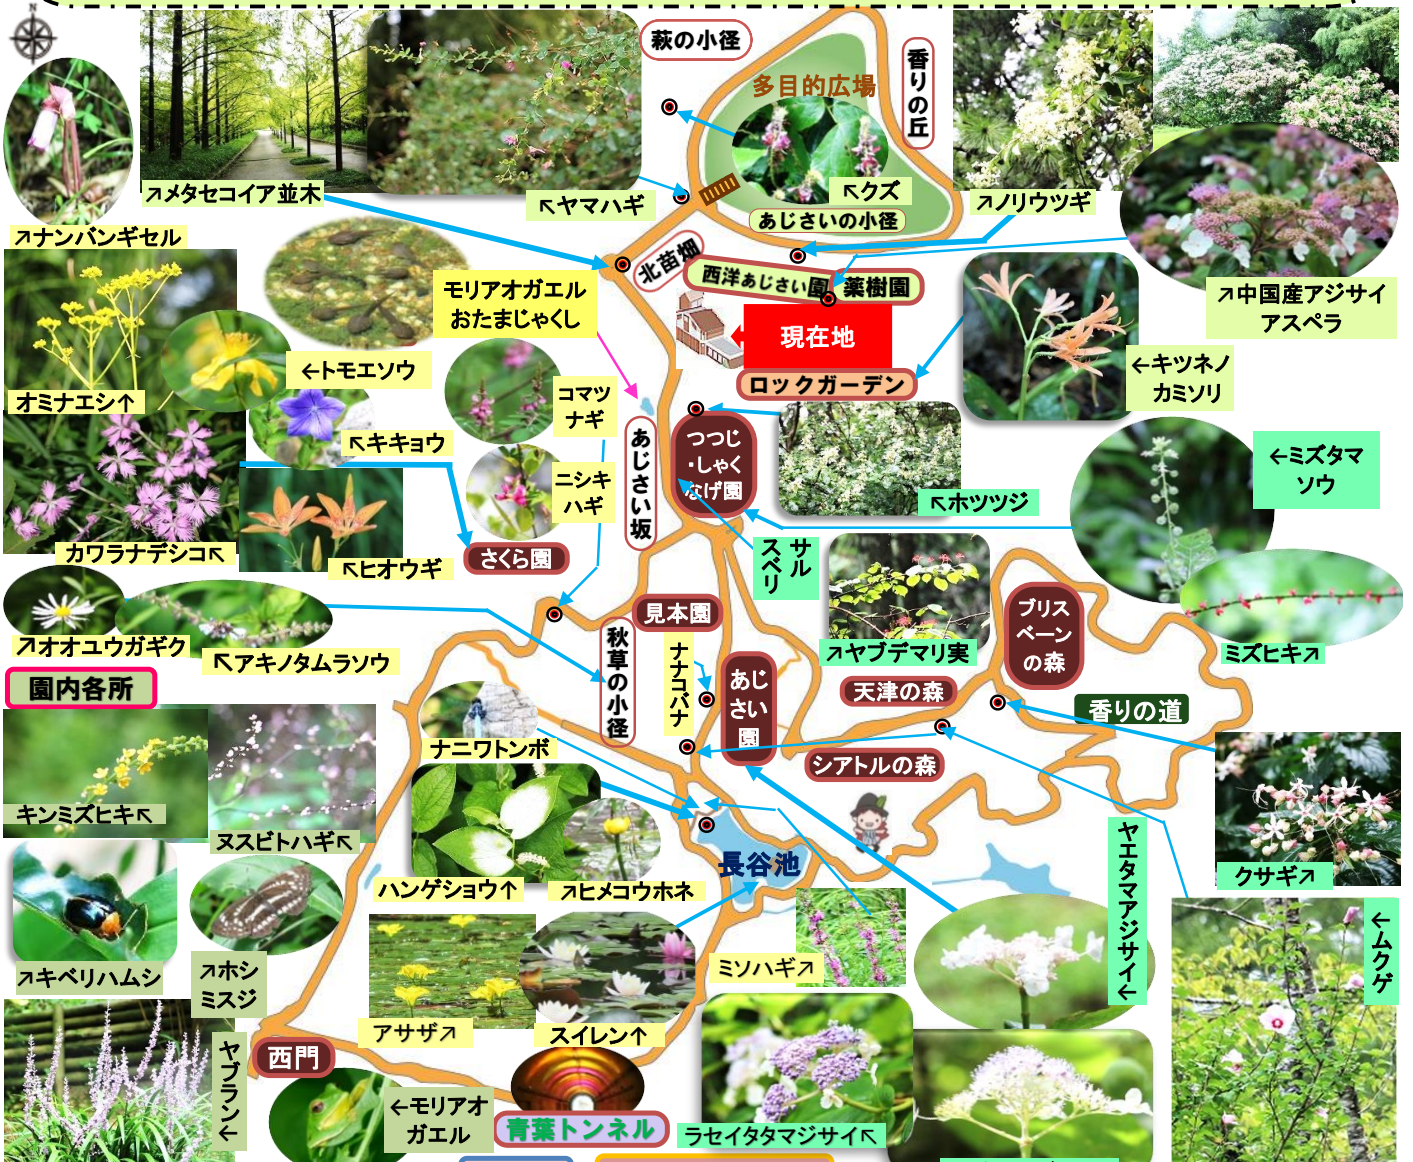 N
萩の小径
香りの丘
多目的広場
↗メタセコイア並木
↖ヤマハギ
↖クズ
↗ノリウツギ
あじさいの小径
↗ナンバンギセル
北苗畑
西洋あじさい園
薬樹園
↗中国産アジサイ
アスペラ
モリアオガエル
おたまじゃくし
現在地
←トモエソウ
ロックガーデン
←キツネノ
カミソリ
オミナエシ↑
コマツ
ナギ
↖キキョウ
あじさい坂
つつじ
・しゃく
なげ園
←ミズタマ
ソウ
ニシキ
ハギ
↖ホツツジ
カワラナデシコ↖
↖ヒオウギ
さくら園
サル
スベリ
見本園
ブリス
ベーン
の森
↗オオユウガギク
↖アキノタムラソウ
秋草の小径
ナナコバナ
↗ヤブデマリ実
ミズヒキ↗
園内各所
あじ
さい
園
天津の森
香りの道
ナニワトンボ
シアトルの森
キンミズヒキ↖
ヌスビトハギ↖
長谷池
ヤエタマアジサイ←
クサギ↗
ハンゲショウ↑
↗ヒメコウホネ
←ムクゲ
↗キベリハムシ
↗ホシ
ミスジ
ミソハギ↗
アサザ↗
スイレン↑
ヤブラン←
西門
←モリアオ
ガエル
青葉トンネル
ラセイタタマジサイ↖